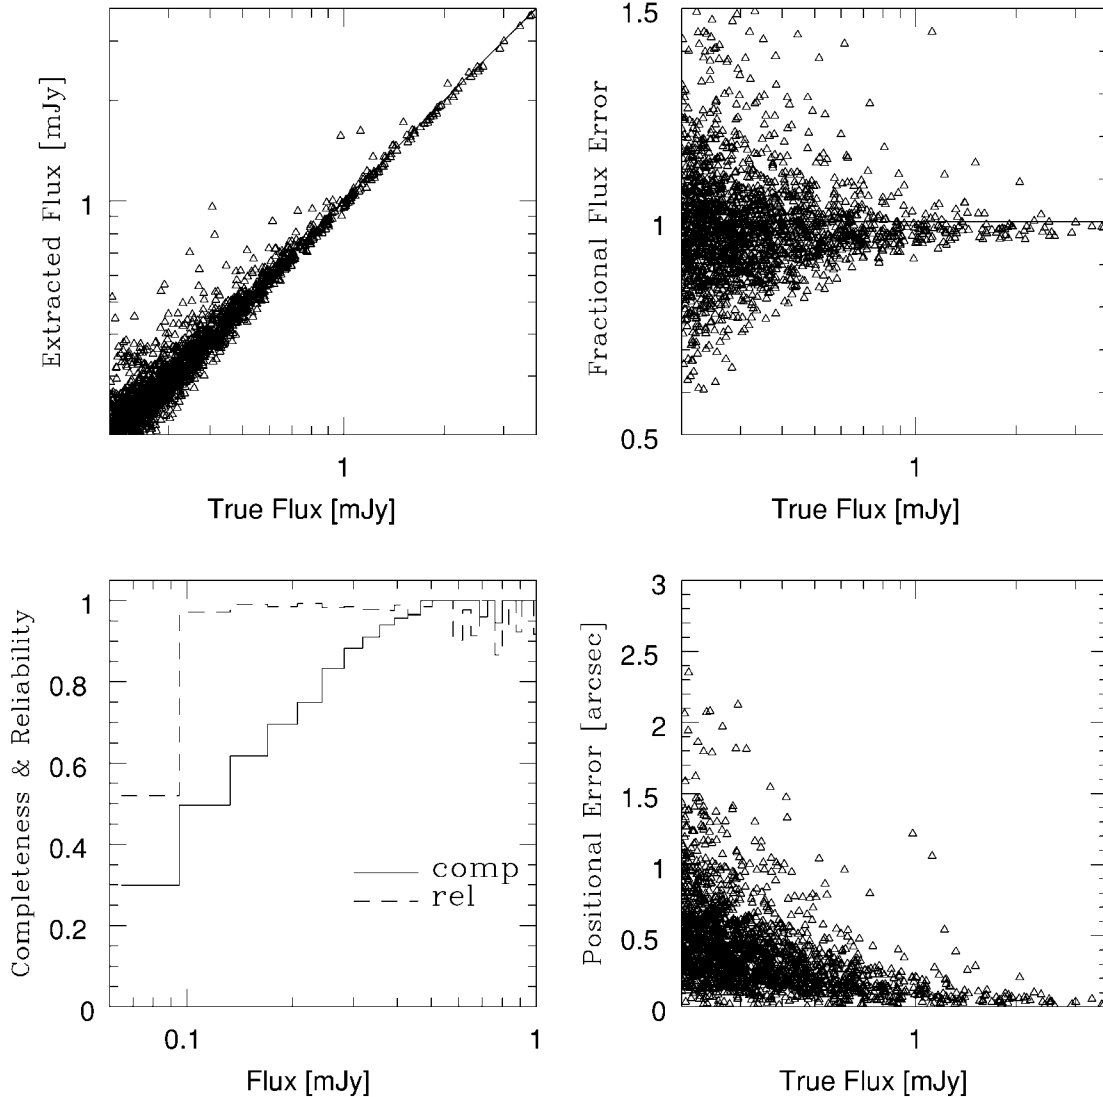 Extracted Flux [mJy]
1
1
True Flux [mJy]
Fractional Flux Error
1.5
1
0.5
1
True Flux [mJy]
Completeness & Reliability
1
0.8
0.6
0.4
0.2
0
comp
rel
0.1
1
Flux [mJy]
Positional Error [arcsec]
3
2.5
2
1.5
1
0.5
0
1
True Flux [mJy]